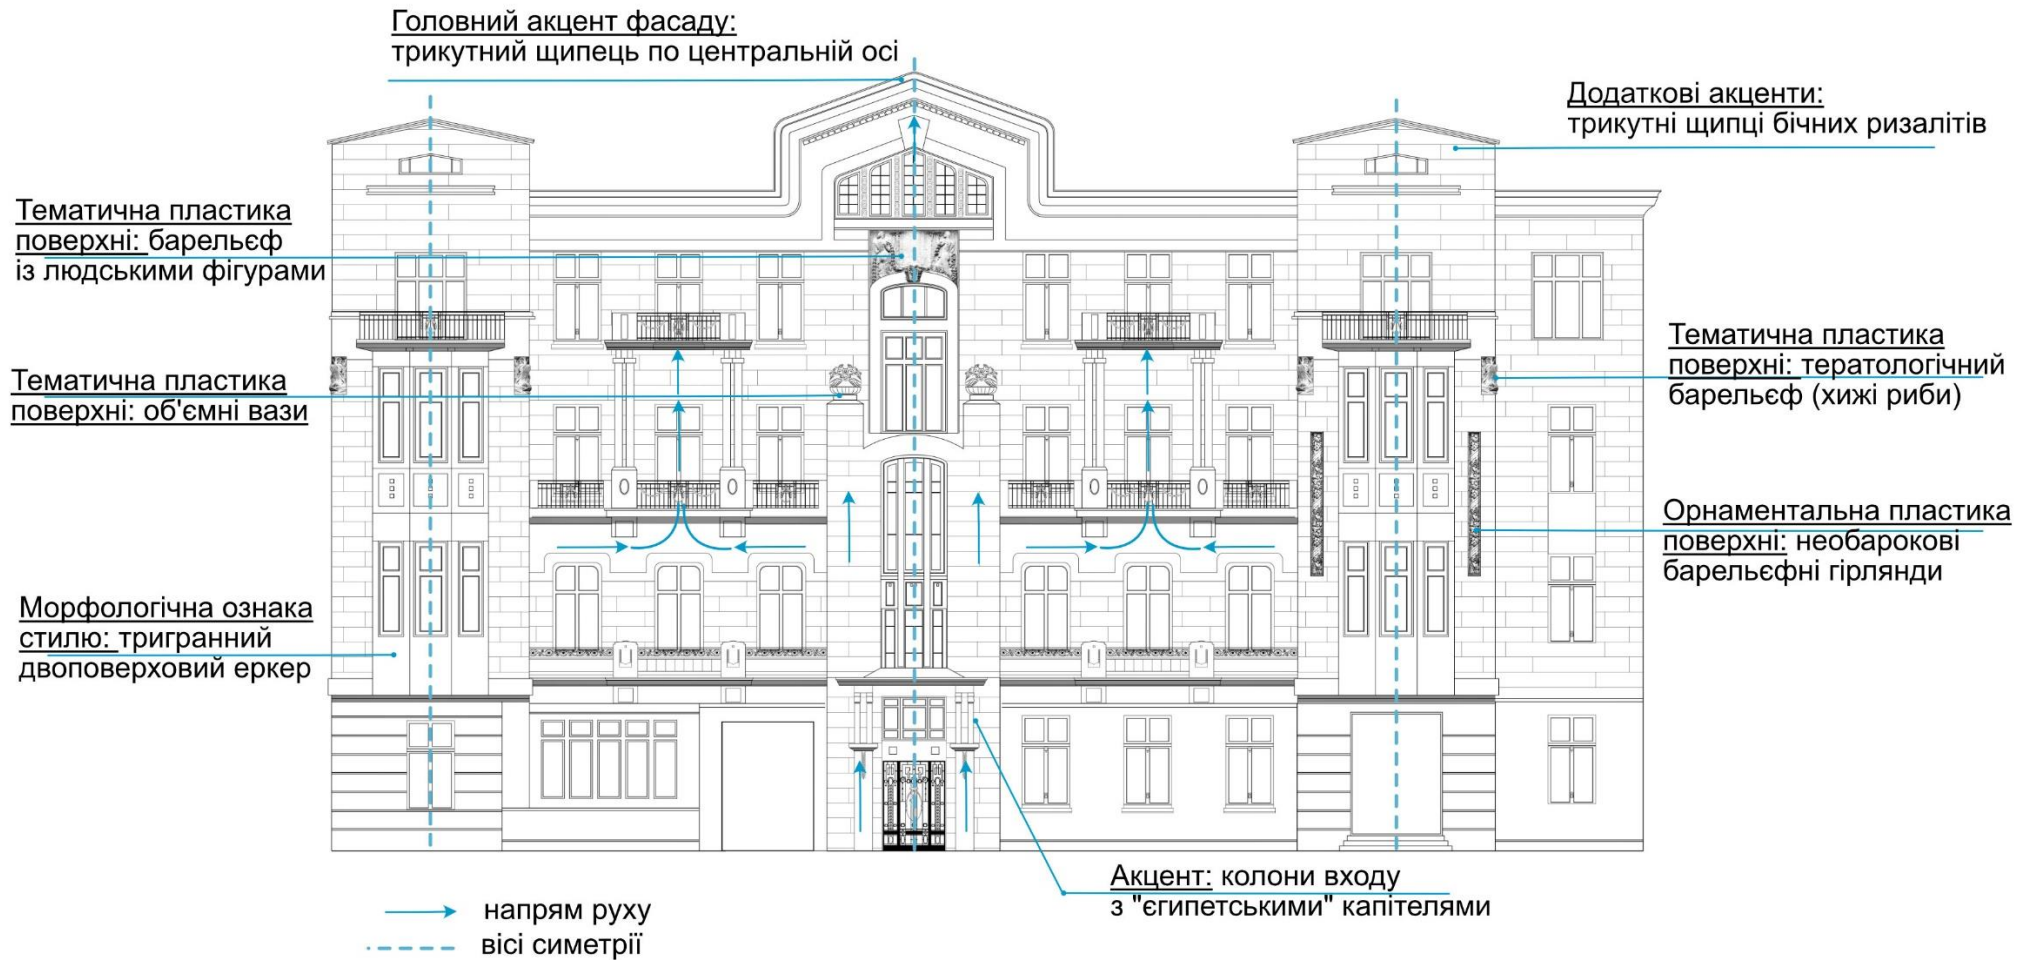 Головний акцент фасаду:
трикутний щипець по центральній осі
Додаткові акценти:
трикутні щипці бічних ризалітів
Тематична пластика
поверхні: барельєф
із людськими фігурами
Тематична пластика
поверхні: об'ємні вази
Морфологічна ознака
стилю: тригранний
двоповерховий еркер
Тематична пластика
поверхні: тератологічний
барельєф (хижі риби)
Орнаментальна пластика
поверхні: необарокові
барельєфні гірлянди
Акцент: колони входу
з "єгипетськими" капітелями
напрям руху
вісі симетрії